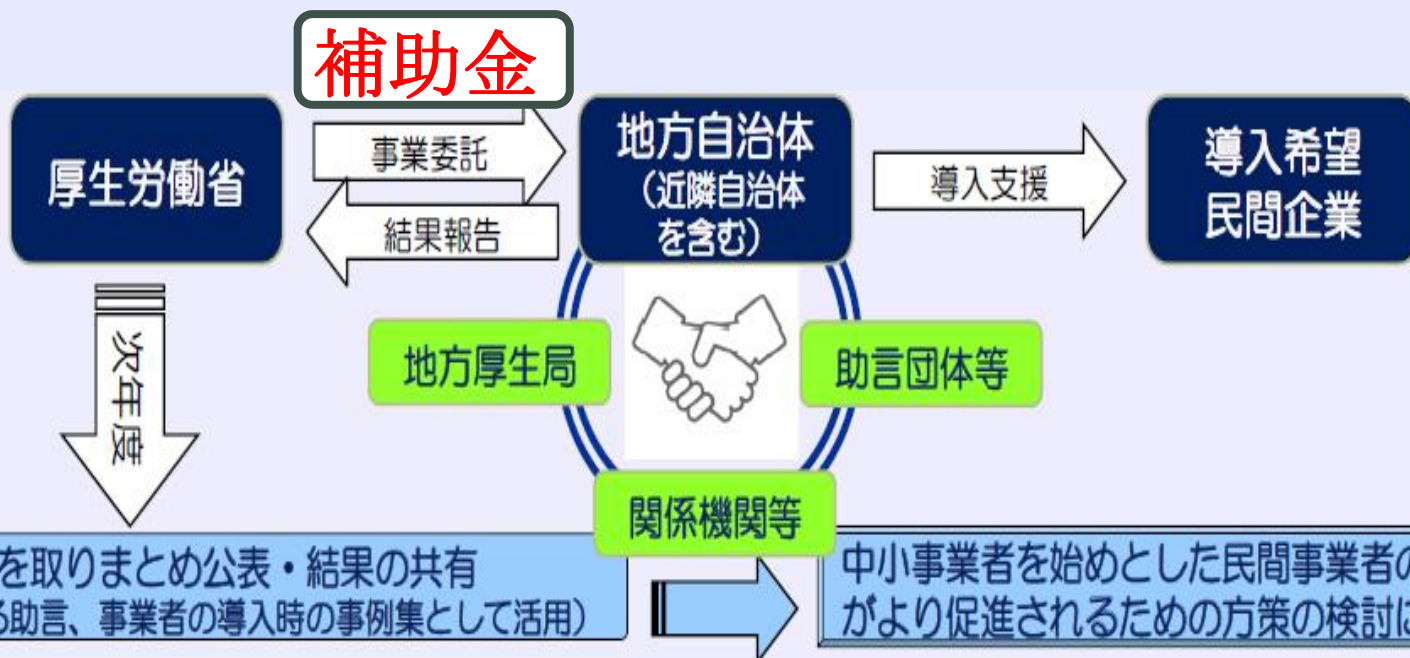 補助金
厚生労働省
事業委託
結果報告
地方自治体
（近隣自治体
を含む）
導入支援
導入希望
民間企業
次年度
地方厚生局
助言団体等
関係機関等
を取りまとめ公表・結果の共有
る助言、事業者の導入時の事例集として活用）
中小事業者を始めとした民間事業者の
がより促進されるための方策の検討に